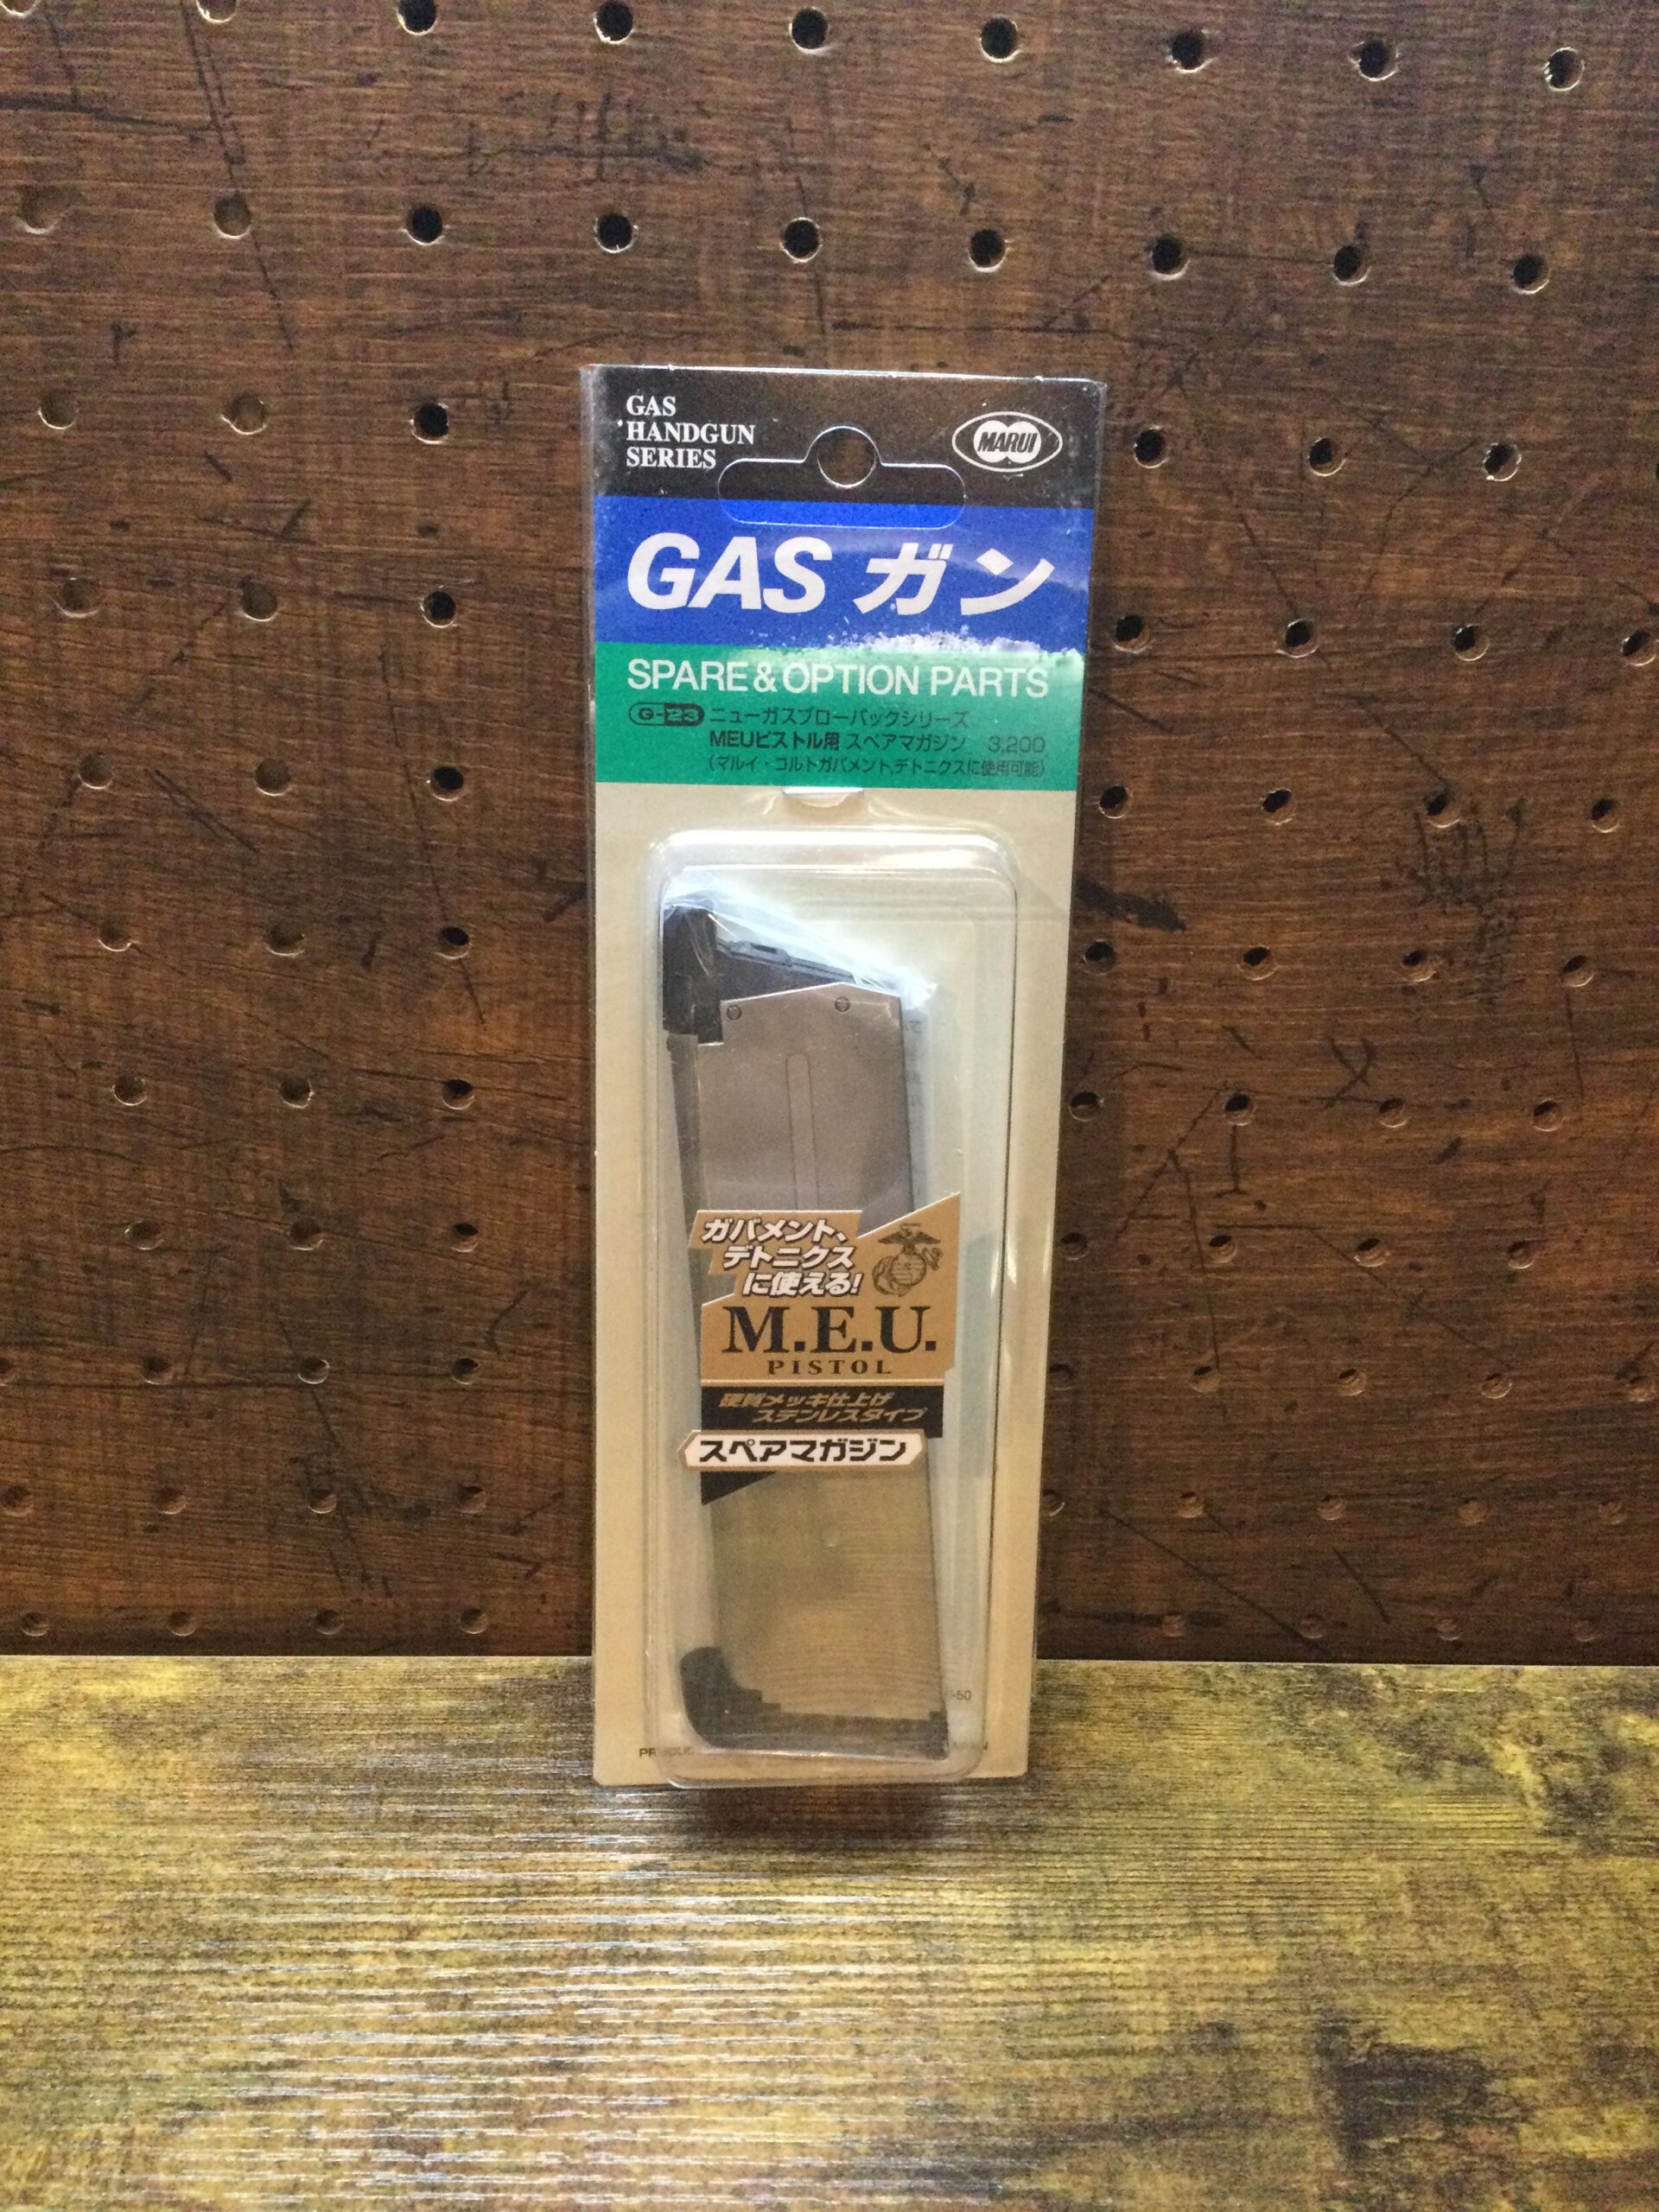 GAS
HANDGUN
SERIES
MARUI
GAS ガン
SPARE & OPTION PARTS
G-23 ニューガスブローバックシリーズ
MEUピストル用 スペアマガジン 3,200
(マルイ・コルトガバメント、デトニクスに使用可能)
ガバメント、
デトニクス
に使える!
M.E.U.
PISTOL
硬質メッキ仕上げ
ステンレスタイプ
スペアマガジン
-50